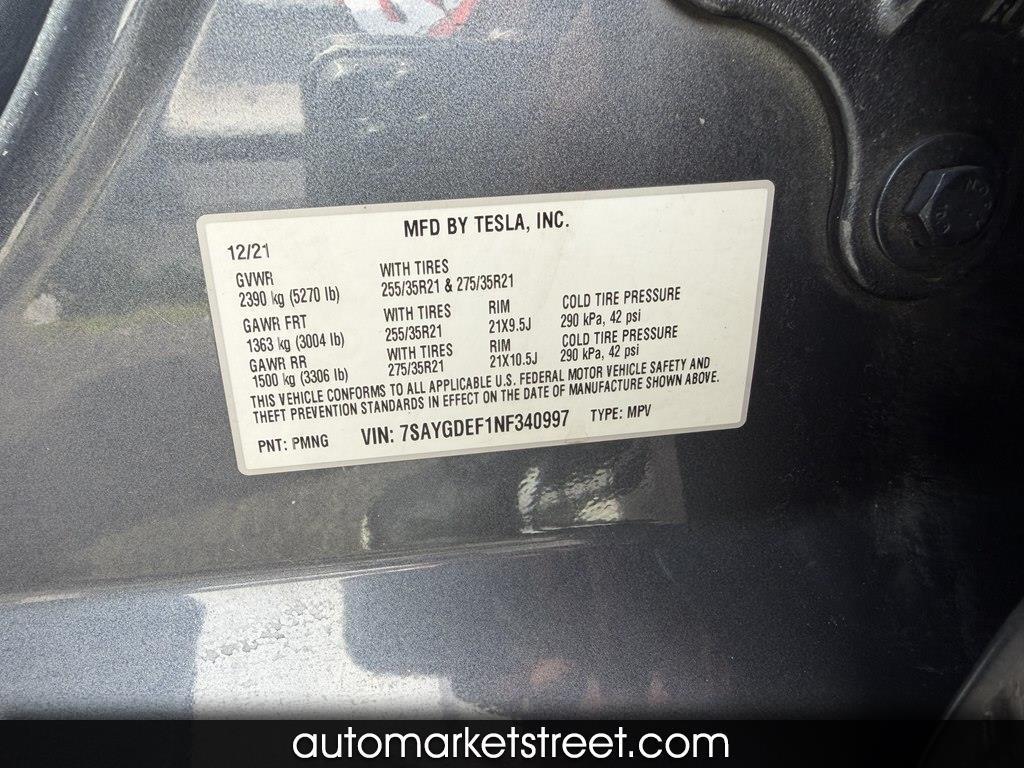 MFD BY TESLA, INC.
12/21
GVWR WITH TIRES
2390 kg (5270 lb) 255/35R21 & 275/35R21
GAWR FRT WITH TIRES RIM COLD TIRE PRESSURE
1363 kg (3004 lb) 255/35R21 21X9.5J 290 kPa, 42 psi
GAWR RR WITH TIRES RIM COLD TIRE PRESSURE
1500 kg (3306 lb) 275/35R21 21X10.5J 290 kPa, 42 psi
THIS VEHICLE CONFORMS TO ALL APPLICABLE U.S. FEDERAL MOTOR VEHICLE SAFETY AND
THEFT PREVENTION STANDARDS IN EFFECT ON THE DATE OF MANUFACTURE SHOWN ABOVE.
PNT: PMNG VIN: 7SAYGDEF1NF340997 TYPE: MPV
automarketstreet.com